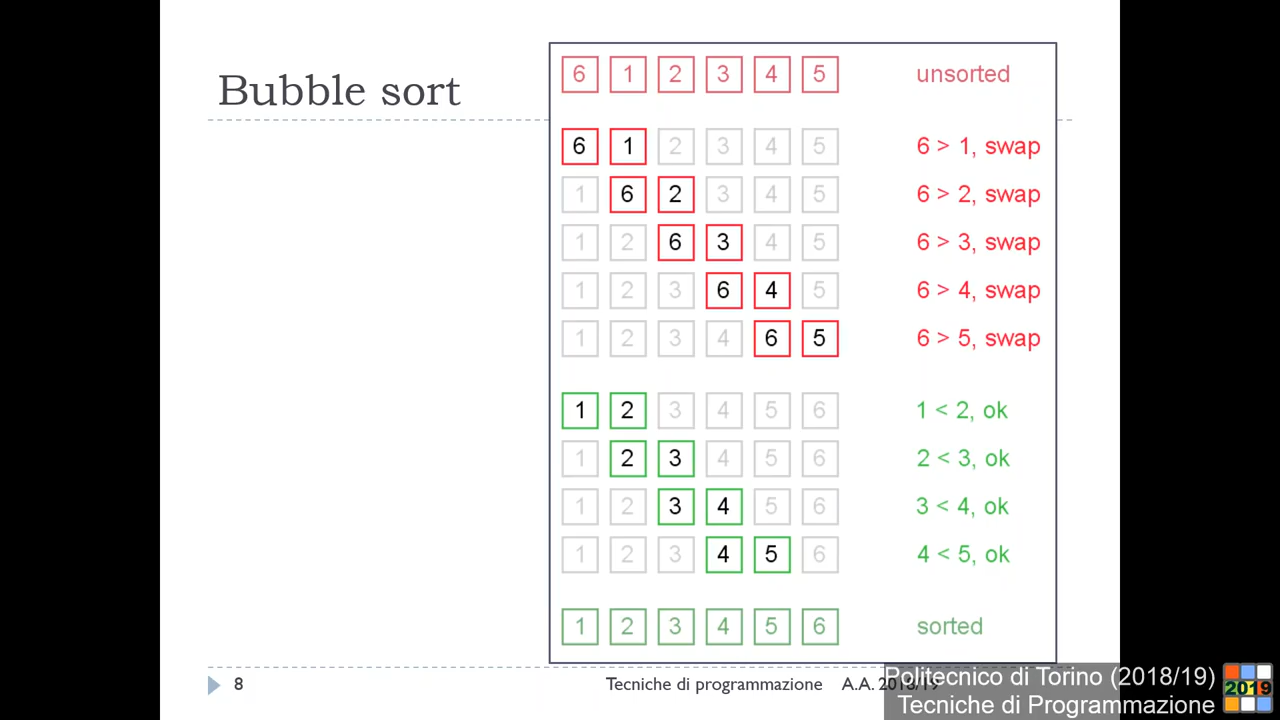 Bubble sort
6 1 2 3 4 5 unsorted
6 1 2 3 4 5 6 > 1, swap
1 6 2 3 4 5 6 > 2, swap
1 2 6 3 4 5 6 > 3, swap
1 2 3 6 4 5 6 > 4, swap
1 2 3 4 6 5 6 > 5, swap
1 2 3 4 5 6 1 < 2, ok
1 2 3 4 5 6 2 < 3, ok
1 2 3 4 5 6 3 < 4, ok
1 2 3 4 5 6 4 < 5, ok
1 2 3 4 5 6 sorted
8 Tecniche di programmazione A.A. 2018/19
Politecnico di Torino (2018/19)
Tecniche di Programmazione
2019